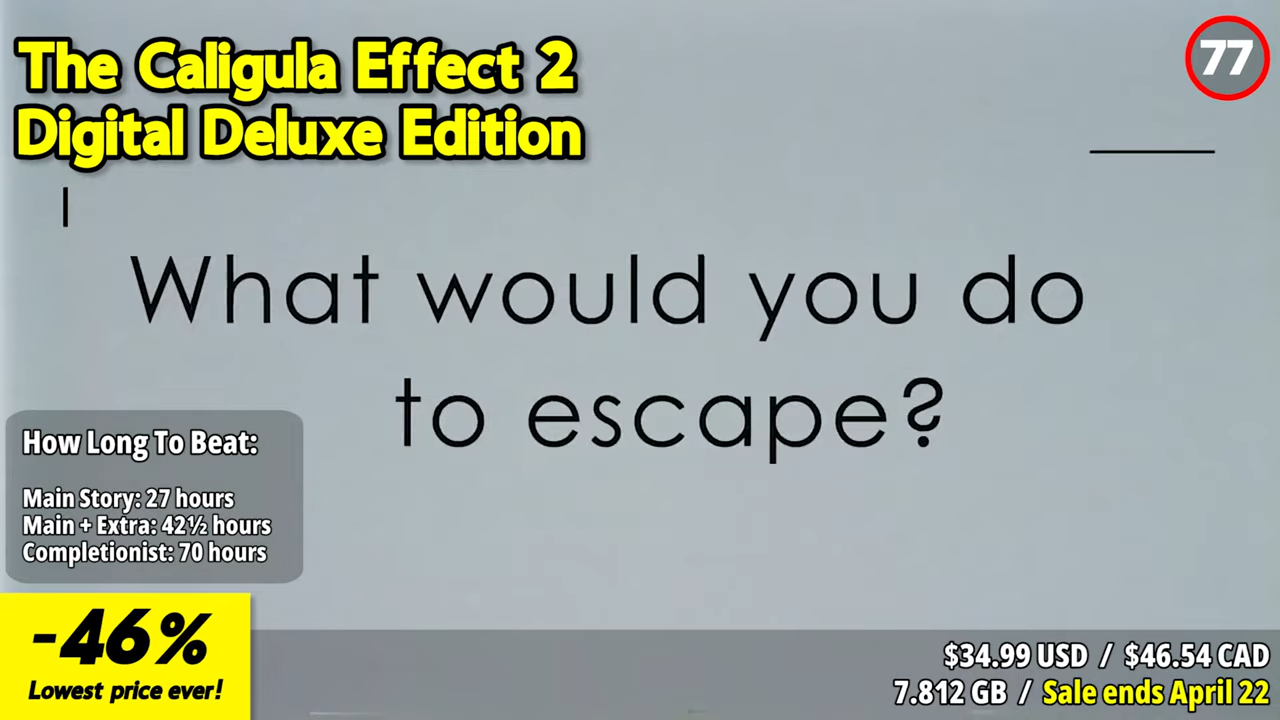 The Caligula Effect 2
Digital Deluxe Edition
77
What would you do
to escape?
How Long To Beat:
Main Story: 27 hours
Main + Extra: 42½ hours
Completionist: 70 hours
-46%
Lowest price ever!
$34.99 USD / $46.54 CAD
7.812 GB / Sale ends April 22